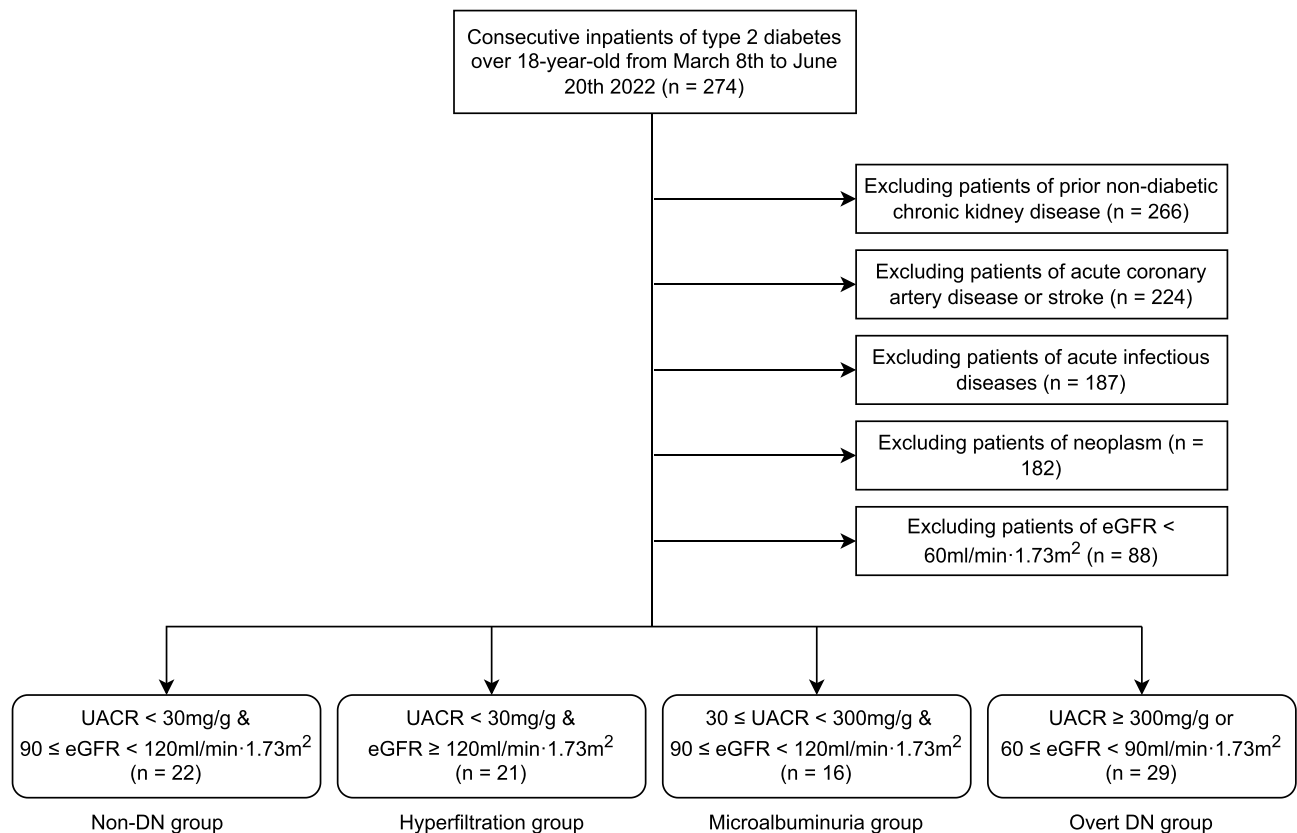 Consecutive inpatients of type 2 diabetes
over 18-year-old from March 8th to June
20th 2022 (n = 274)
Excluding patients of prior non-diabetic
chronic kidney disease (n = 266)
Excluding patients of acute coronary
artery disease or stroke (n = 224)
Excluding patients of acute infectious
diseases (n = 187)
Excluding patients of neoplasm (n =
182)
Excluding patients of eGFR <
60ml/min·1.73m² (n = 88)
UACR < 30mg/g &
90 ≤ eGFR < 120ml/min·1.73m²
(n = 22)
Non-DN group
UACR < 30mg/g &
eGFR ≥ 120ml/min·1.73m²
(n = 21)
Hyperfiltration group
30 ≤ UACR < 300mg/g &
90 ≤ eGFR < 120ml/min·1.73m²
(n = 16)
Microalbuminuria group
UACR ≥ 300mg/g or
60 ≤ eGFR < 90ml/min·1.73m²
(n = 29)
Overt DN group